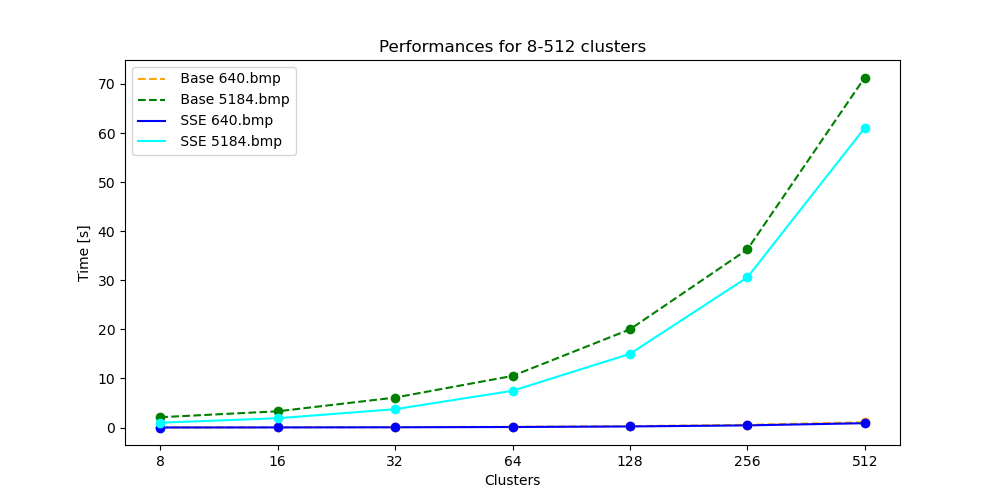 Performances for 8-512 clusters
Base 640.bmp
Base 5184.bmp
SSE 640.bmp
SSE 5184.bmp
Time [s]
70
60
50
40
30
20
10
0
8 16 32 64 128 256 512
Clusters